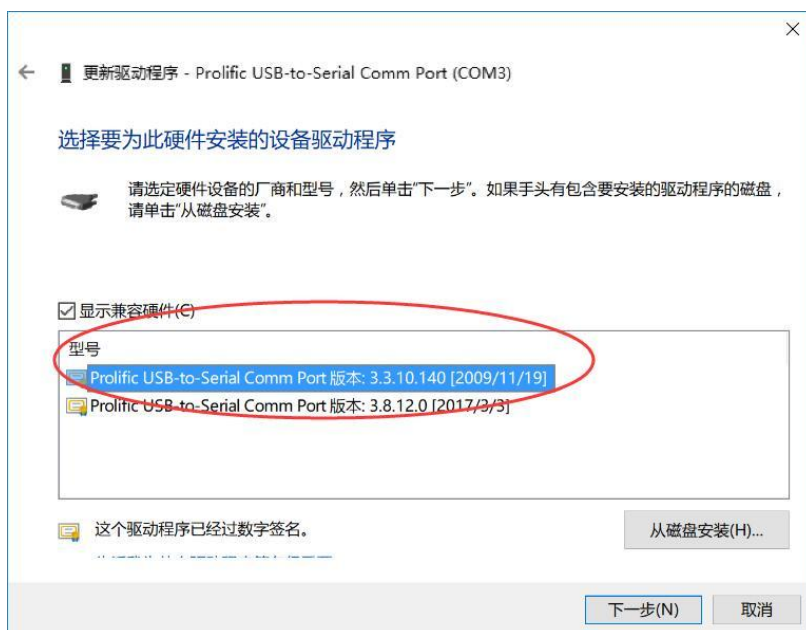 更新驱动程序 - Prolific USB-to-Serial Comm Port (COM3)
选择要为此硬件安装的设备驱动程序
请选定硬件设备的厂商和型号，然后单击“下一步”。如果手头有包含要安装的驱动程序的磁盘，
请单击“从磁盘安装”。
显示兼容硬件(C)
型号
Prolific USB-to-Serial Comm Port 版本: 3.3.10.140 [2009/11/19]
Prolific USB-to-Serial Comm Port 版本: 3.8.12.0 [2017/3/3]
这个驱动程序已经过数字签名。
从磁盘安装(H)...
下一步(N)
取消